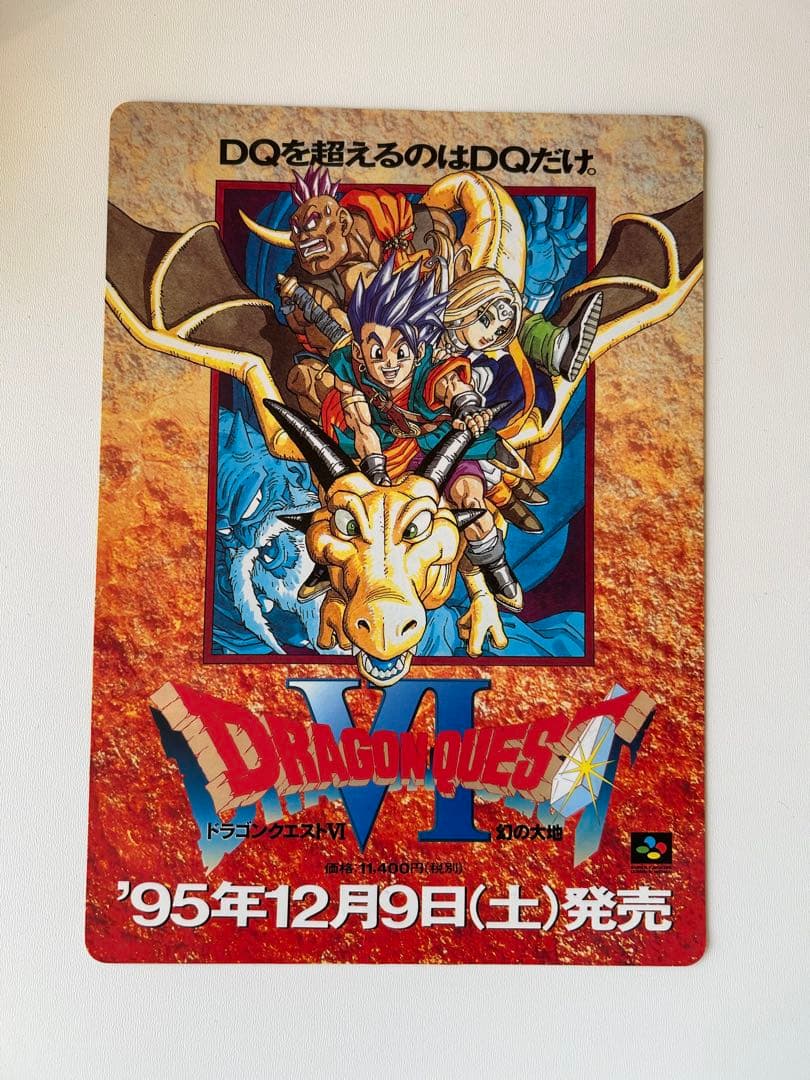 DQを超えるのはDQだけ。
VI
DRAGON QUEST
ドラゴンクエストVI 幻の大地
価格 11,400円(税別)
'95年12月9日(土)発売